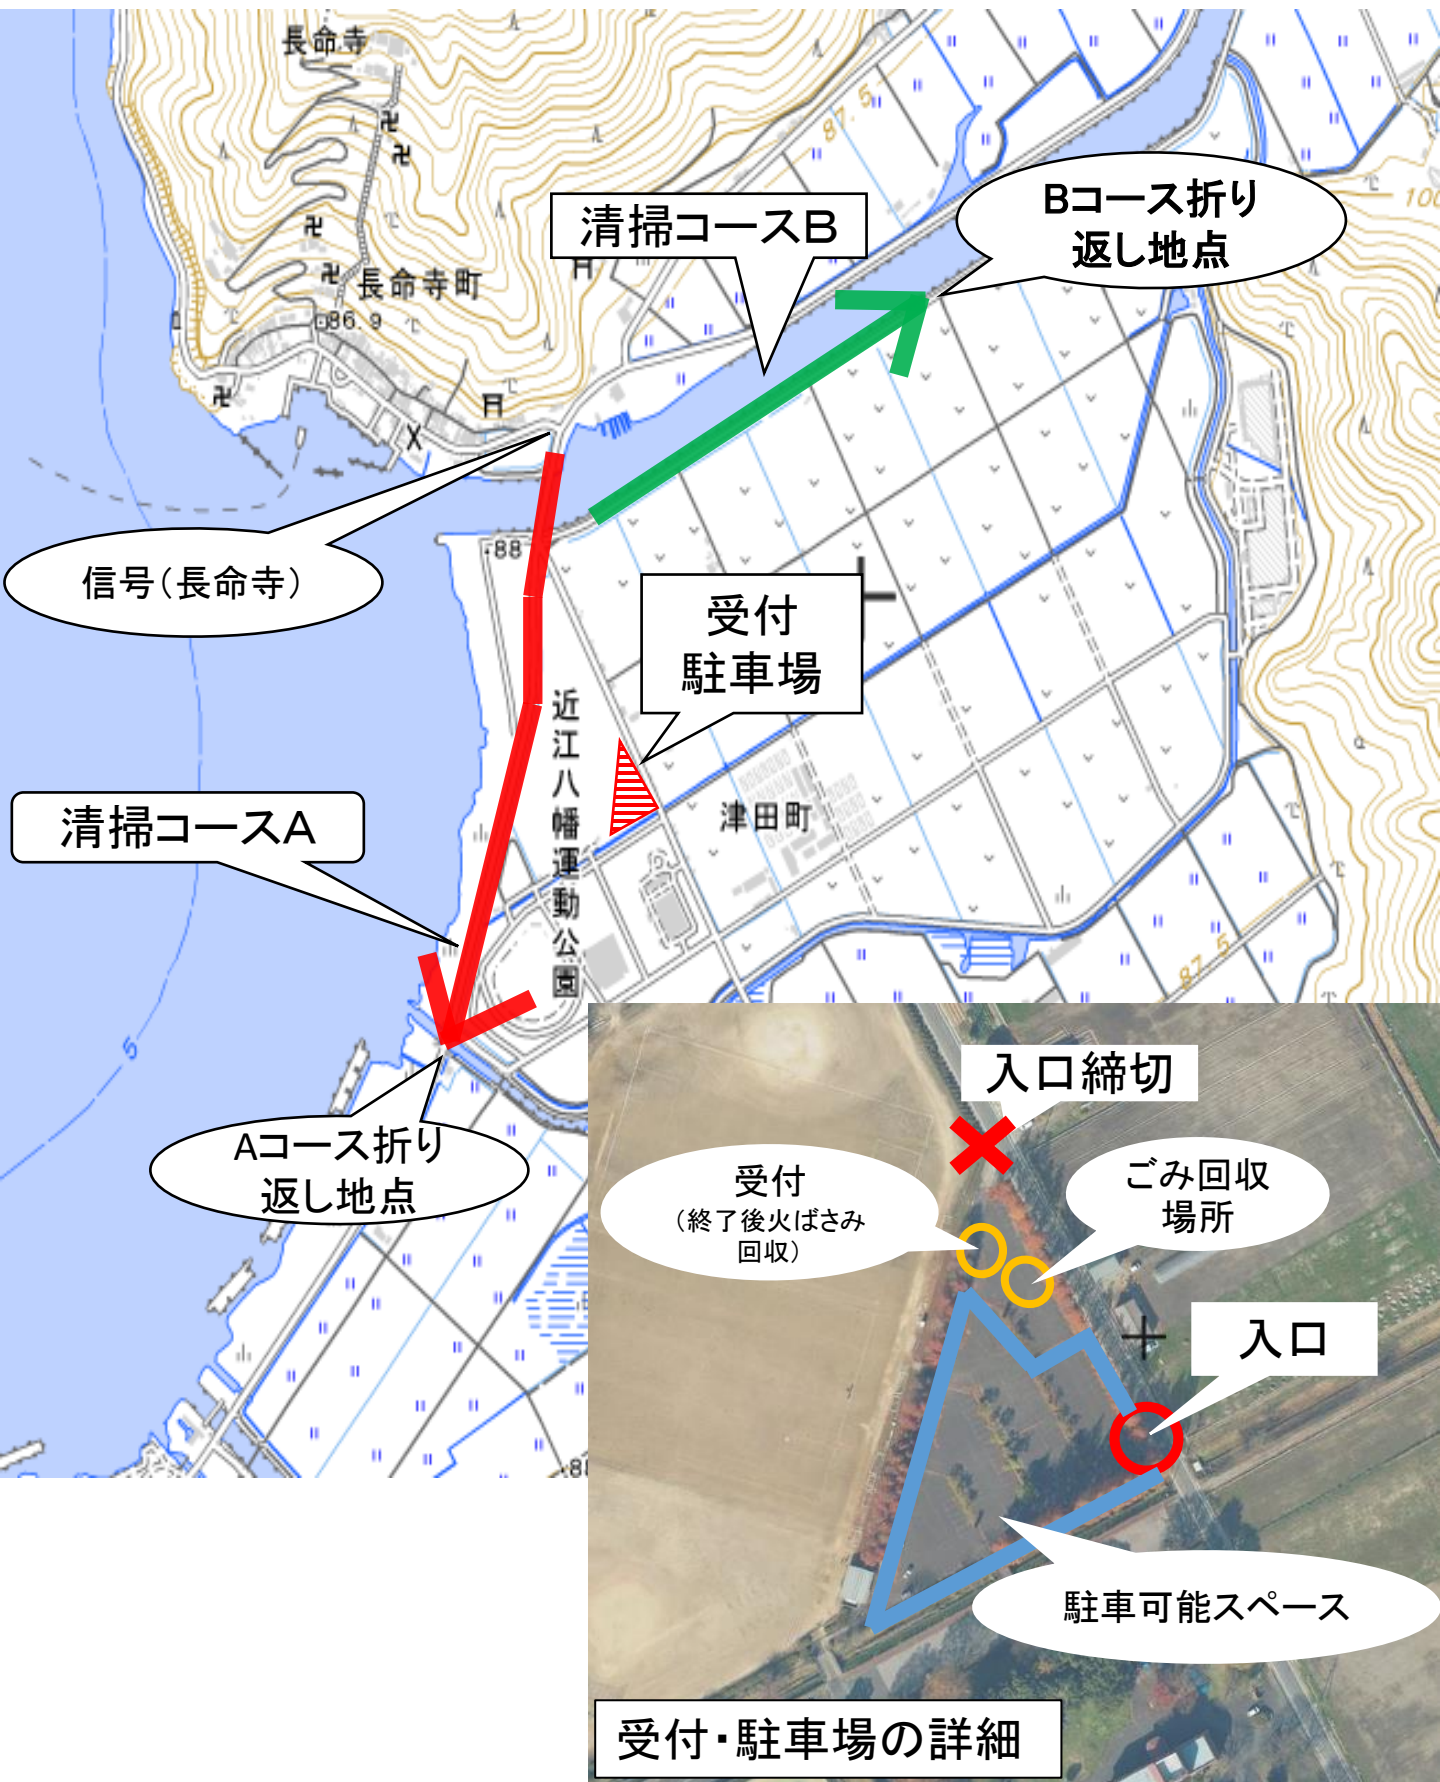 長命寺
87.5
清掃コースB
Bコース折り
返し地点
100
長命寺町
86.9
信号（長命寺）
88
受付
駐車場
近江八幡運動公園
清掃コースA
津田町
87.5
5
Aコース折り
返し地点
入口締切
受付
（終了後火ばさみ
回収）
ごみ回収
場所
入口
駐車可能スペース
受付・駐車場の詳細